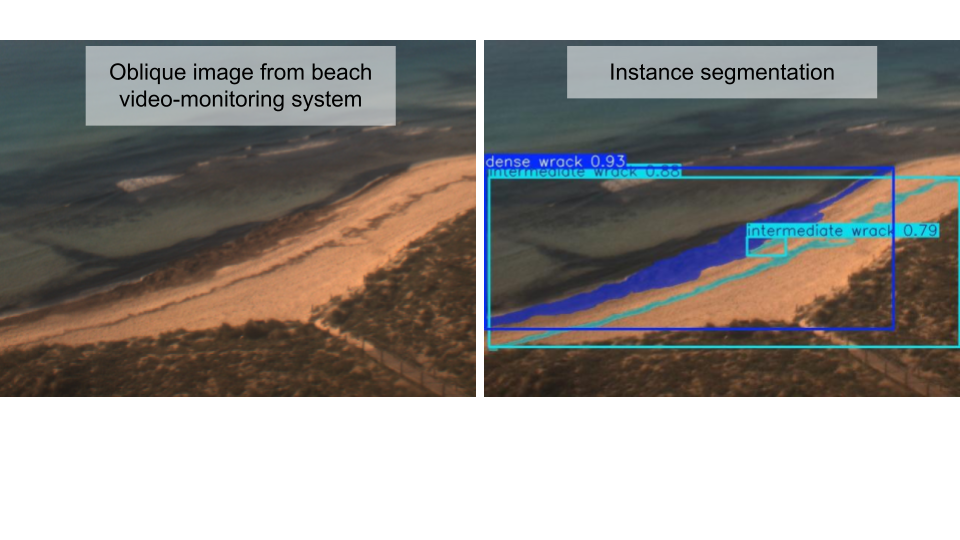 Oblique image from beach
video-monitoring system
Instance segmentation
dense wrack 0.93
intermediate wrack 0.88
intermediate wrack 0.79